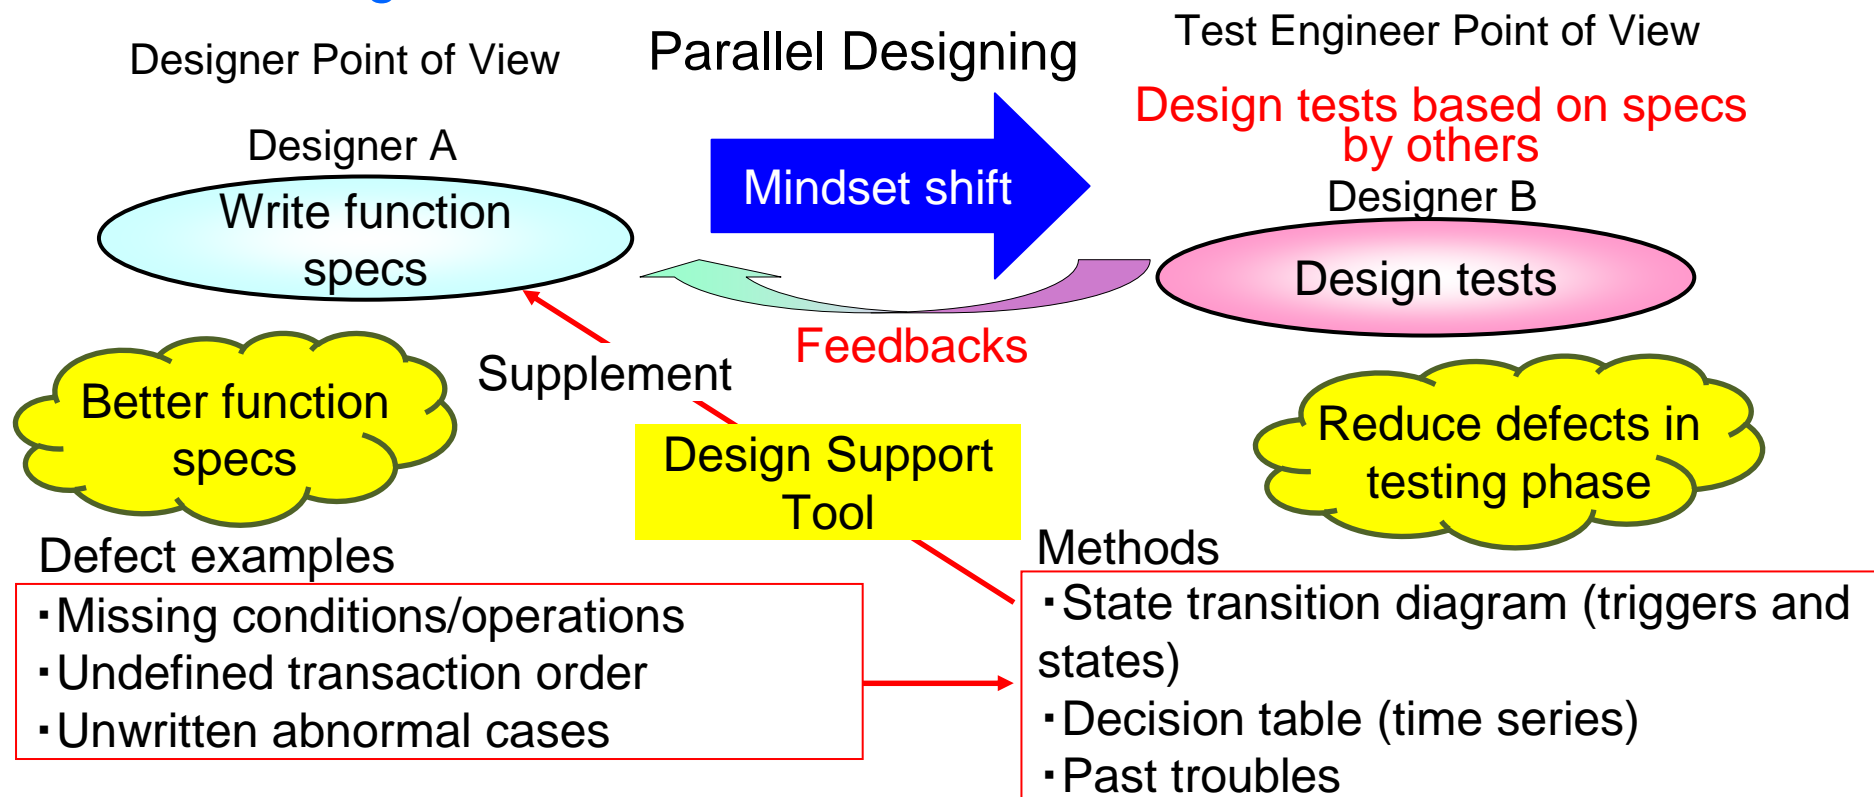 Designer Point of View
Parallel Designing
Test Engineer Point of View
Design tests based on specs
by others
Designer A
Designer B
Write function
specs
Mindset shift
Design tests
Feedbacks
Supplement
Better function
specs
Design Support
Tool
Reduce defects in
testing phase
Defect examples
・Missing conditions/operations
・Undefined transaction order
・Unwritten abnormal cases
Methods
・State transition diagram (triggers and
states)
・Decision table (time series)
・Past troubles